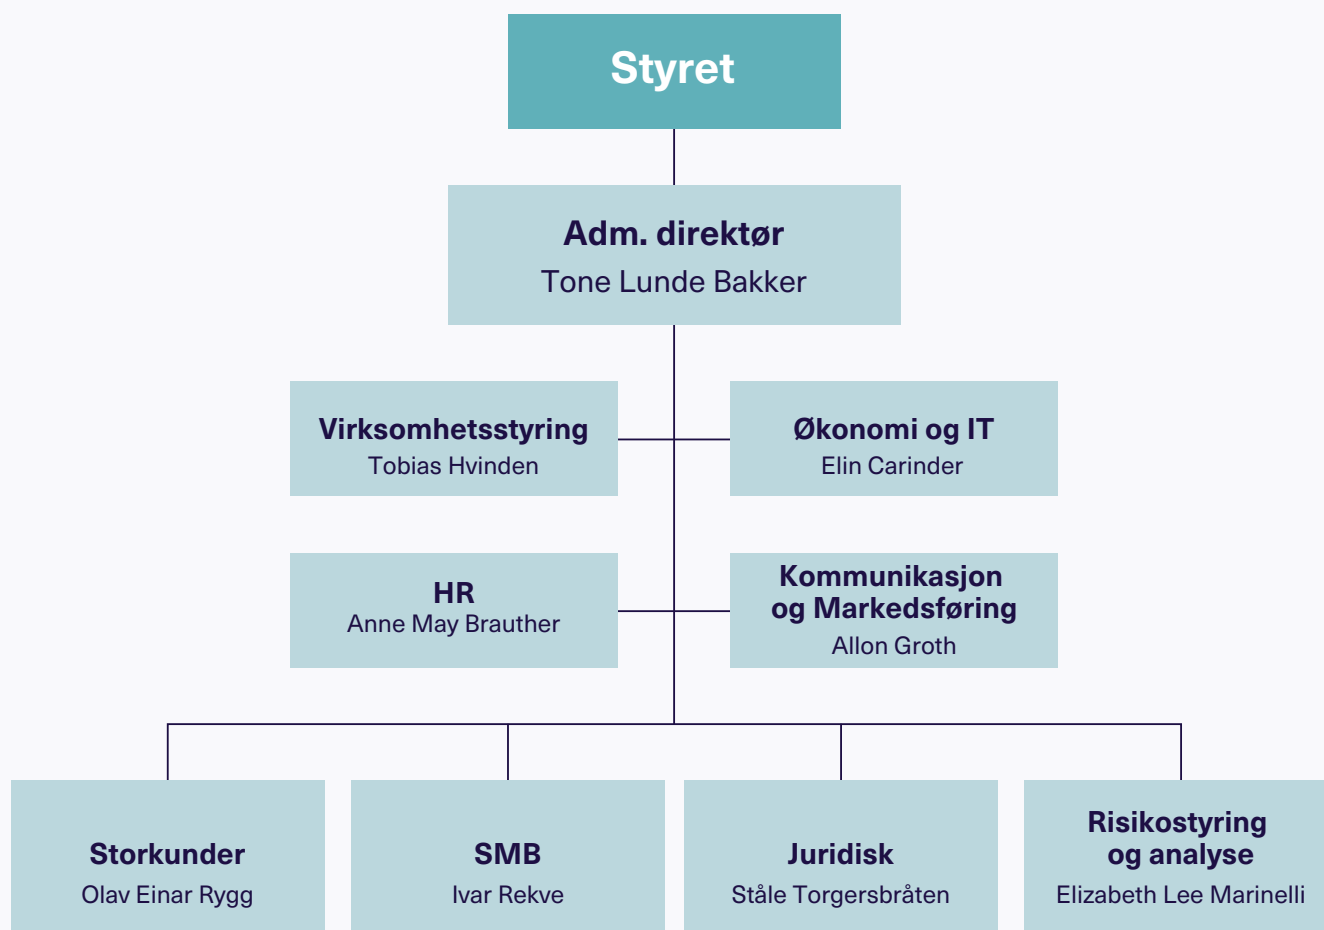 Styret
Adm. direktør
Tone Lunde Bakker
Virksomhetsstyring
Tobias Hvinden
Økonomi og IT
Elin Carinder
HR
Anne May Brauther
Kommunikasjon
og Markedsføring
Allon Groth
Storkunder
Olav Einar Rygg
SMB
Ivar Rekve
Juridisk
Ståle Torgersbråten
Risikostyring
og analyse
Elizabeth Lee Marinelli